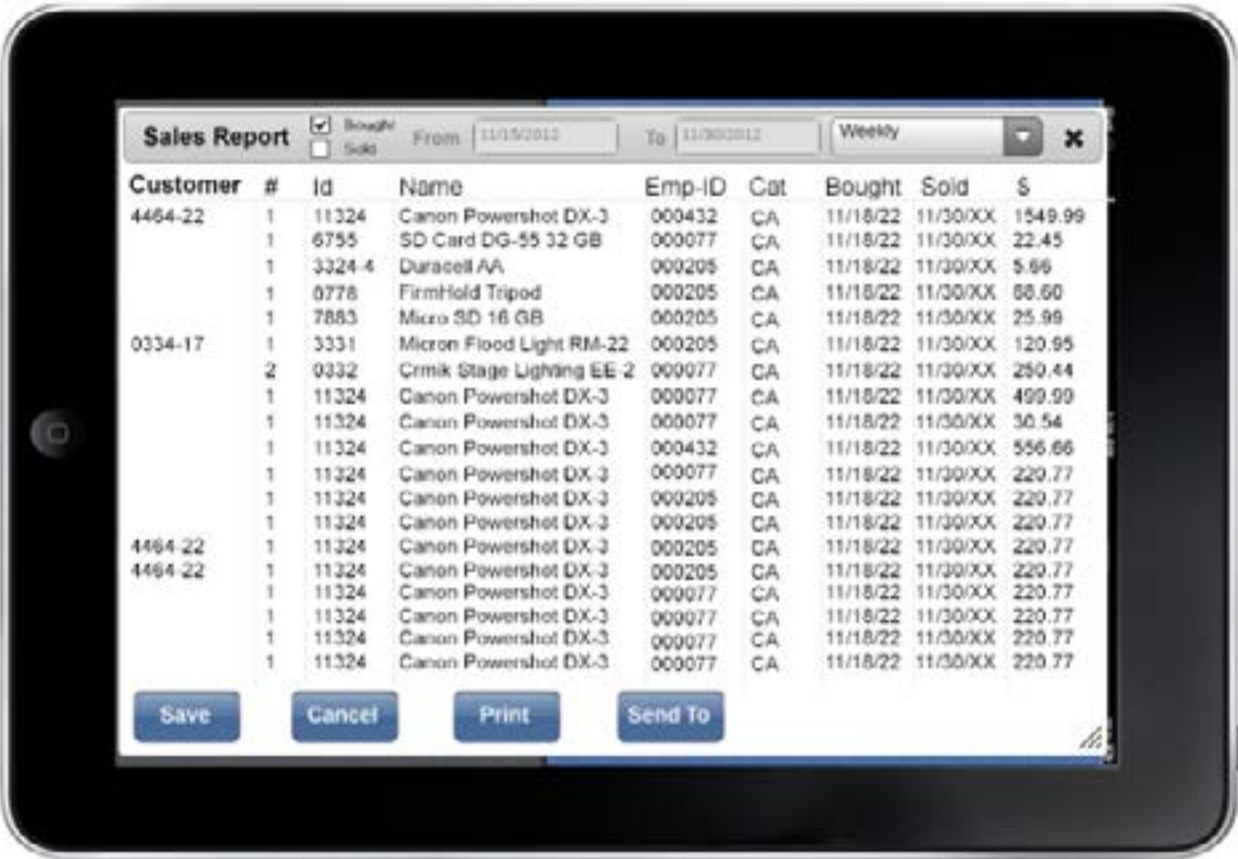 Sales Report Bought From 11/15/2012 To 11/30/2012 Weekly
Sold
Customer # Id Name Emp-ID Cat Bought Sold $
4464-22 1 11324 Canon Powershot DX-3 000432 CA 11/18/22 11/30/XX 1549.99
1 6755 SD Card DG-55 32 GB 000077 CA 11/18/22 11/30/XX 22.45
1 3324-4 Duracell AA 000205 CA 11/18/22 11/30/XX 5.66
1 0778 FirmHold Tripod 000205 CA 11/18/22 11/30/XX 68.60
1 7883 Micro SD 16 GB 000205 CA 11/18/22 11/30/XX 25.99
0334-17 1 3331 Micron Flood Light RM-22 000205 CA 11/18/22 11/30/XX 120.95
2 0332 Crmik Stage Lighting EE-2 000077 CA 11/18/22 11/30/XX 250.44
1 11324 Canon Powershot DX-3 000077 CA 11/18/22 11/30/XX 499.99
1 11324 Canon Powershot DX-3 000077 CA 11/18/22 11/30/XX 30.54
1 11324 Canon Powershot DX-3 000432 CA 11/18/22 11/30/XX 556.66
1 11324 Canon Powershot DX-3 000077 CA 11/18/22 11/30/XX 220.77
1 11324 Canon Powershot DX-3 000205 CA 11/18/22 11/30/XX 220.77
1 11324 Canon Powershot DX-3 000205 CA 11/18/22 11/30/XX 220.77
4464-22 1 11324 Canon Powershot DX-3 000205 CA 11/18/22 11/30/XX 220.77
4464-22 1 11324 Canon Powershot DX-3 000205 CA 11/18/22 11/30/XX 220.77
1 11324 Canon Powershot DX-3 000077 CA 11/18/22 11/30/XX 220.77
1 11324 Canon Powershot DX-3 000077 CA 11/18/22 11/30/XX 220.77
1 11324 Canon Powershot DX-3 000077 CA 11/18/22 11/30/XX 220.77
1 11324 Canon Powershot DX-3 000077 CA 11/18/22 11/30/XX 220.77
Save Cancel Print Send To